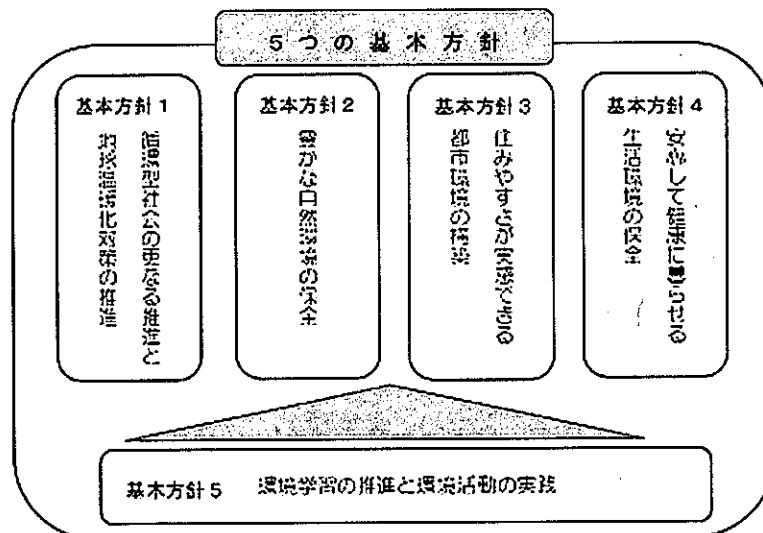 5つの基本方針
基本方針1
循環型社会の更なる推進と
地球温暖化対策の推進
基本方針2
豊かな自然環境の保全
基本方針3
住みやすさが実感できる
都市環境の構築
基本方針4
安心して健康に暮らせる
生活環境の保全
基本方針5 環境学習の推進と環境活動の実践